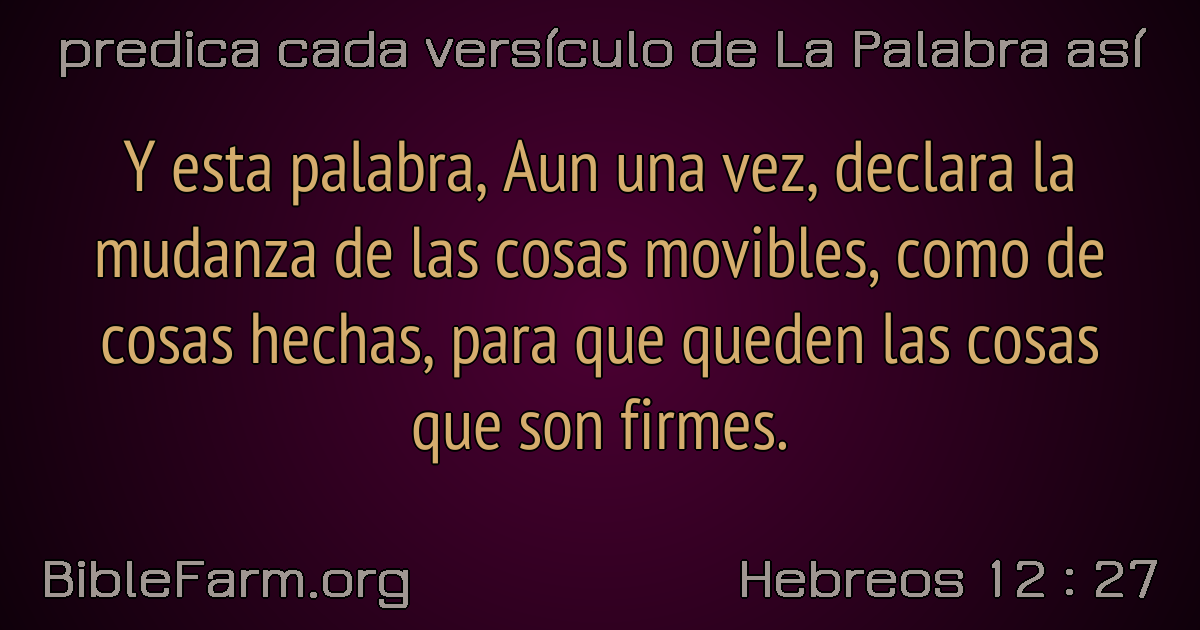 predica cada versículo de La Palabra así
Y esta palabra, Aun una vez, declara la
mudanza de las cosas movibles, como de
cosas hechas, para que queden las cosas
que son firmes.
BibleFarm.org
Hebreos 12 : 27